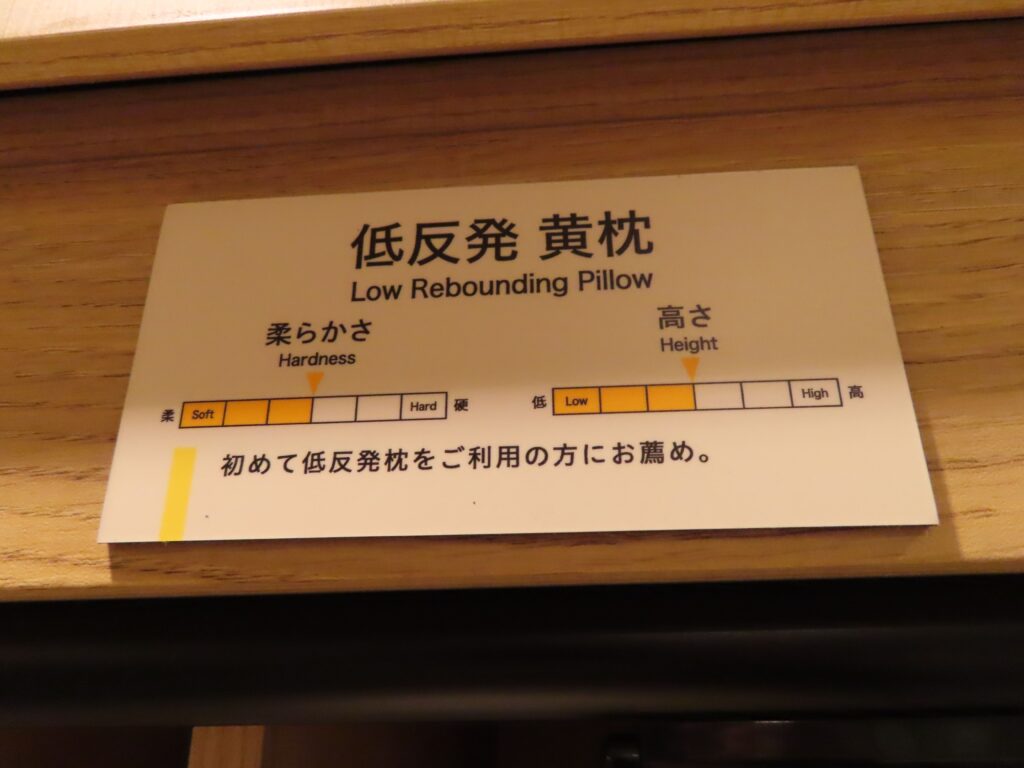 低反発 黄枕
Low Rebounding Pillow
柔らかさ
Hardness
柔 Soft Hard 硬
高さ
Height
低 Low High 高
初めて低反発枕をご利用の方にお薦め。